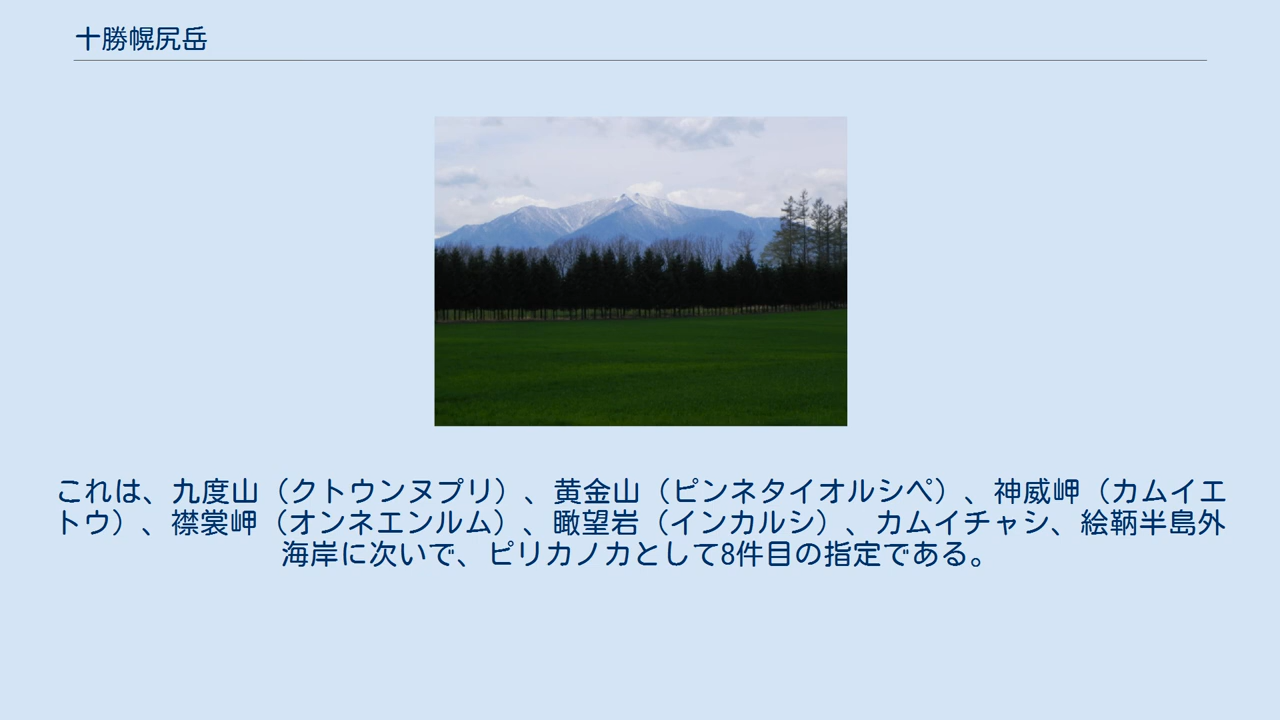 十勝幌尻岳
これは、九度山（クトウンヌプリ）、黄金山（ピンネタイオルシペ）、神威岬（カムイエ
トウ）、襟裳岬（オンネエンルム）、瞰望岩（インカルシ）、カムイチャシ、絵鞆半島外
海岸に次いで、ピリカノカとして8件目の指定である。